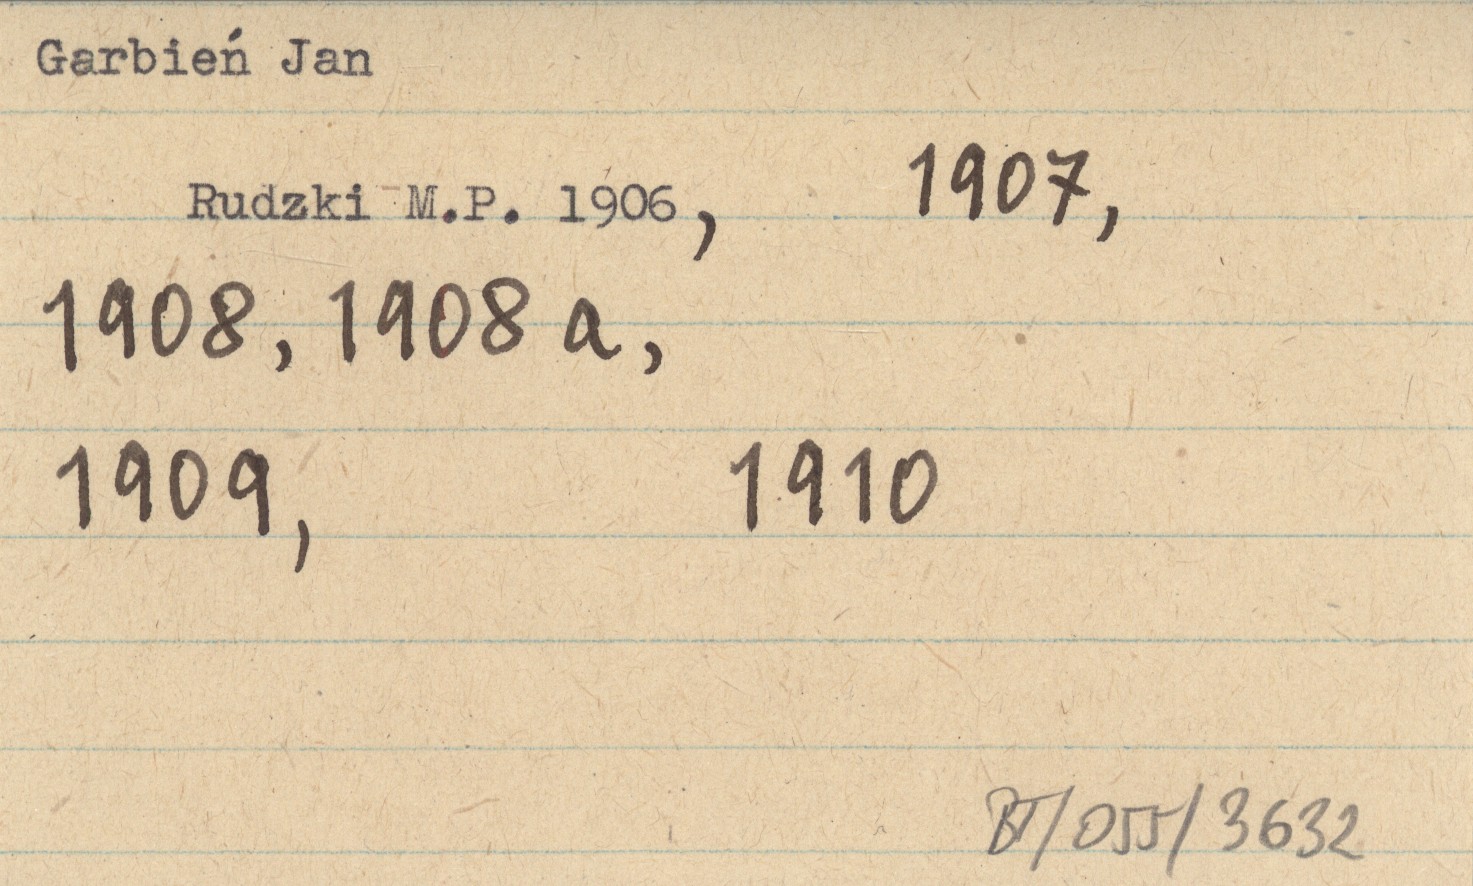 Garbień Jan
Rudzki M.P. 1906, 1907,
1908, 1908 a,
1909, 1910
BT/055/3632